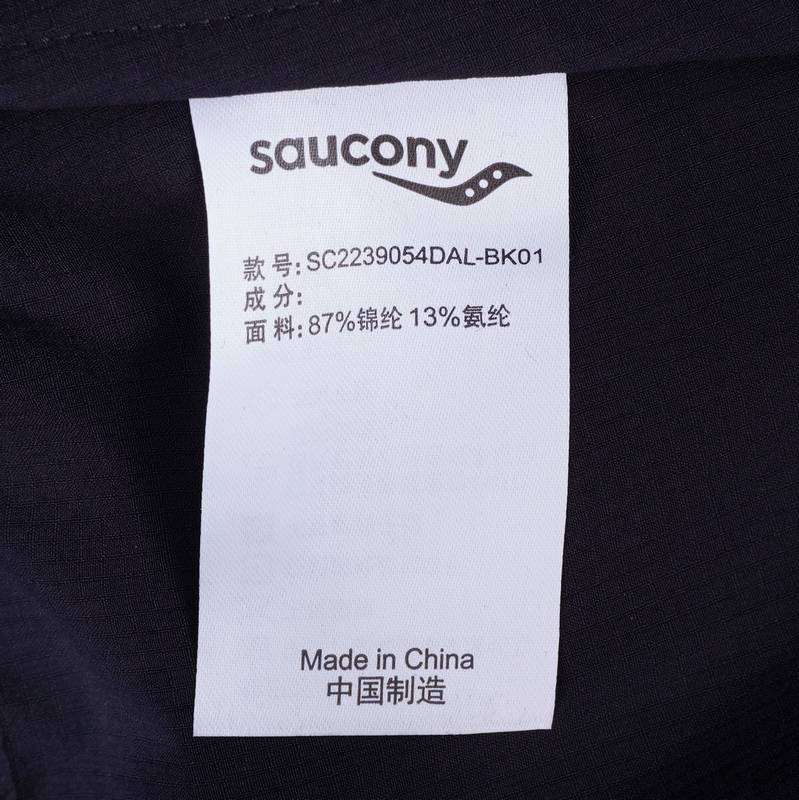 saucony
款号:SC2239054DAL-BK01
成分:
面料:87%锦纶 13%氨纶
Made in China
中国制造